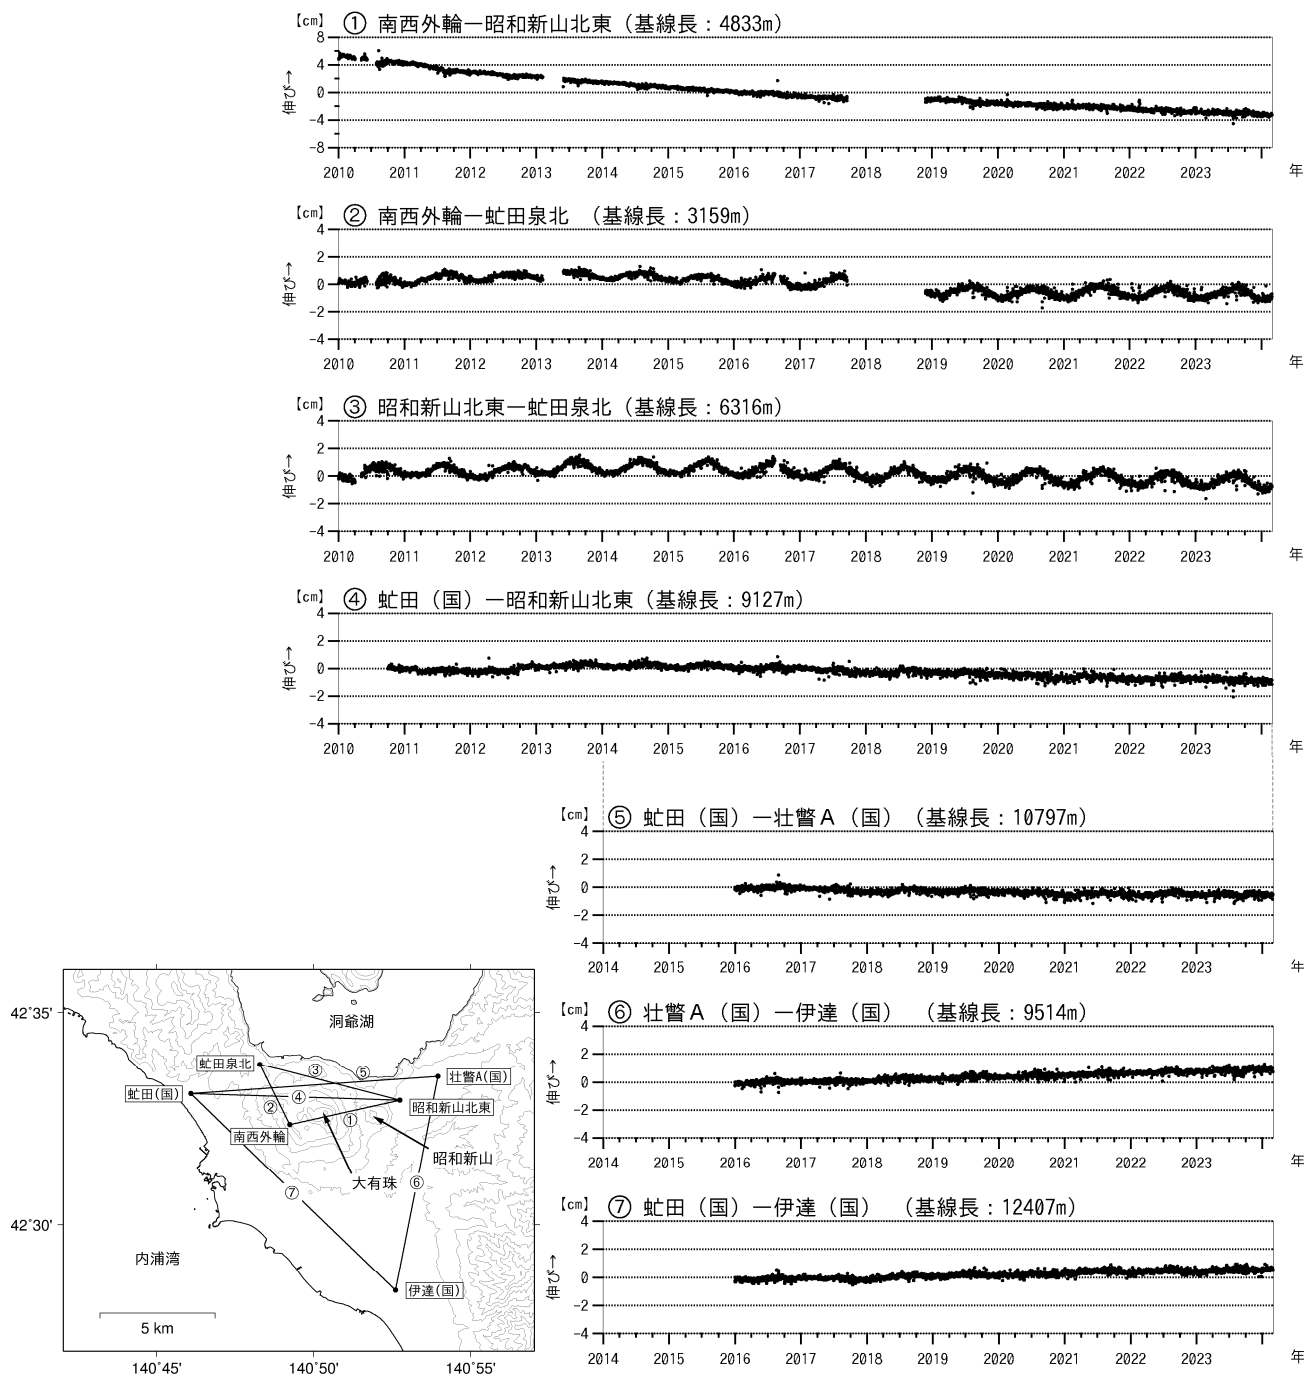 [cm] ① 南西外輪－昭和新山北東（基線長：4833m）
8
4
0
-4
-8
伸び→
2010 2011 2012 2013 2014 2015 2016 2017 2018 2019 2020 2021 2022 2023 年
[cm] ② 南西外輪－虻田泉北 （基線長：3159m）
4
2
0
-2
-4
伸び→
2010 2011 2012 2013 2014 2015 2016 2017 2018 2019 2020 2021 2022 2023 年
[cm] ③ 昭和新山北東－虻田泉北（基線長：6316m）
4
2
0
-2
-4
伸び→
2010 2011 2012 2013 2014 2015 2016 2017 2018 2019 2020 2021 2022 2023 年
[cm] ④ 虻田（国）－昭和新山北東（基線長：9127m）
4
2
0
-2
-4
伸び→
2010 2011 2012 2013 2014 2015 2016 2017 2018 2019 2020 2021 2022 2023 年
[cm] ⑤ 虻田（国）－壮瞥A（国）（基線長：10797m）
4
2
0
-2
-4
伸び→
2014 2015 2016 2017 2018 2019 2020 2021 2022 2023 年
[cm] ⑥ 壮瞥A（国）－伊達（国） （基線長：9514m）
4
2
0
-2
-4
伸び→
2014 2015 2016 2017 2018 2019 2020 2021 2022 2023 年
[cm] ⑦ 虻田（国）－伊達（国） （基線長：12407m）
4
2
0
-2
-4
伸び→
2014 2015 2016 2017 2018 2019 2020 2021 2022 2023 年
42°35'
洞爺湖
虻田泉北
③
⑤
壮瞥A(国)
虻田(国)
②
④
昭和新山北東
①
南西外輪
昭和新山
大有珠
⑥
⑦
42°30'
内浦湾
伊達(国)
5 km
140°45' 140°50' 140°55'